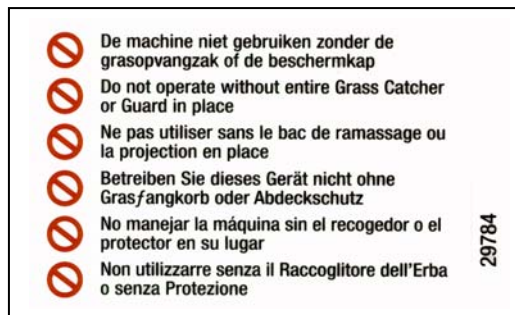 De machine niet gebruiken zonder de
grasopvangzak of de beschermkap
Do not operate without entire Grass Catcher
or Guard in place
Ne pas utiliser sans le bac de ramassage ou
la projection en place
Betreiben Sie dieses Gerät nicht ohne
Grasƒangkorb oder Abdeckschutz
No manejar la máquina sin el recogedor o el
protector en su lugar
Non utilizzarre senza il Raccoglitore dell'Erba
o senza Protezione
29784